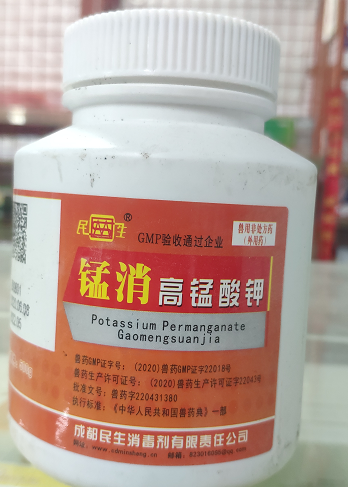 民生®
GMP验收通过企业
兽用非处方药
(外用药)
锰消 高锰酸钾
Potassium Permanganate
Gaomengsuanjia
兽药GMP证字号:(2020)兽药GMP证字22018号
兽药生产许可证号:(2020)兽药生产许可证字22043号
批准文号:兽药字220431380
执行标准:《中华人民共和国兽药典》一部
成都民生消毒剂有限责任公司